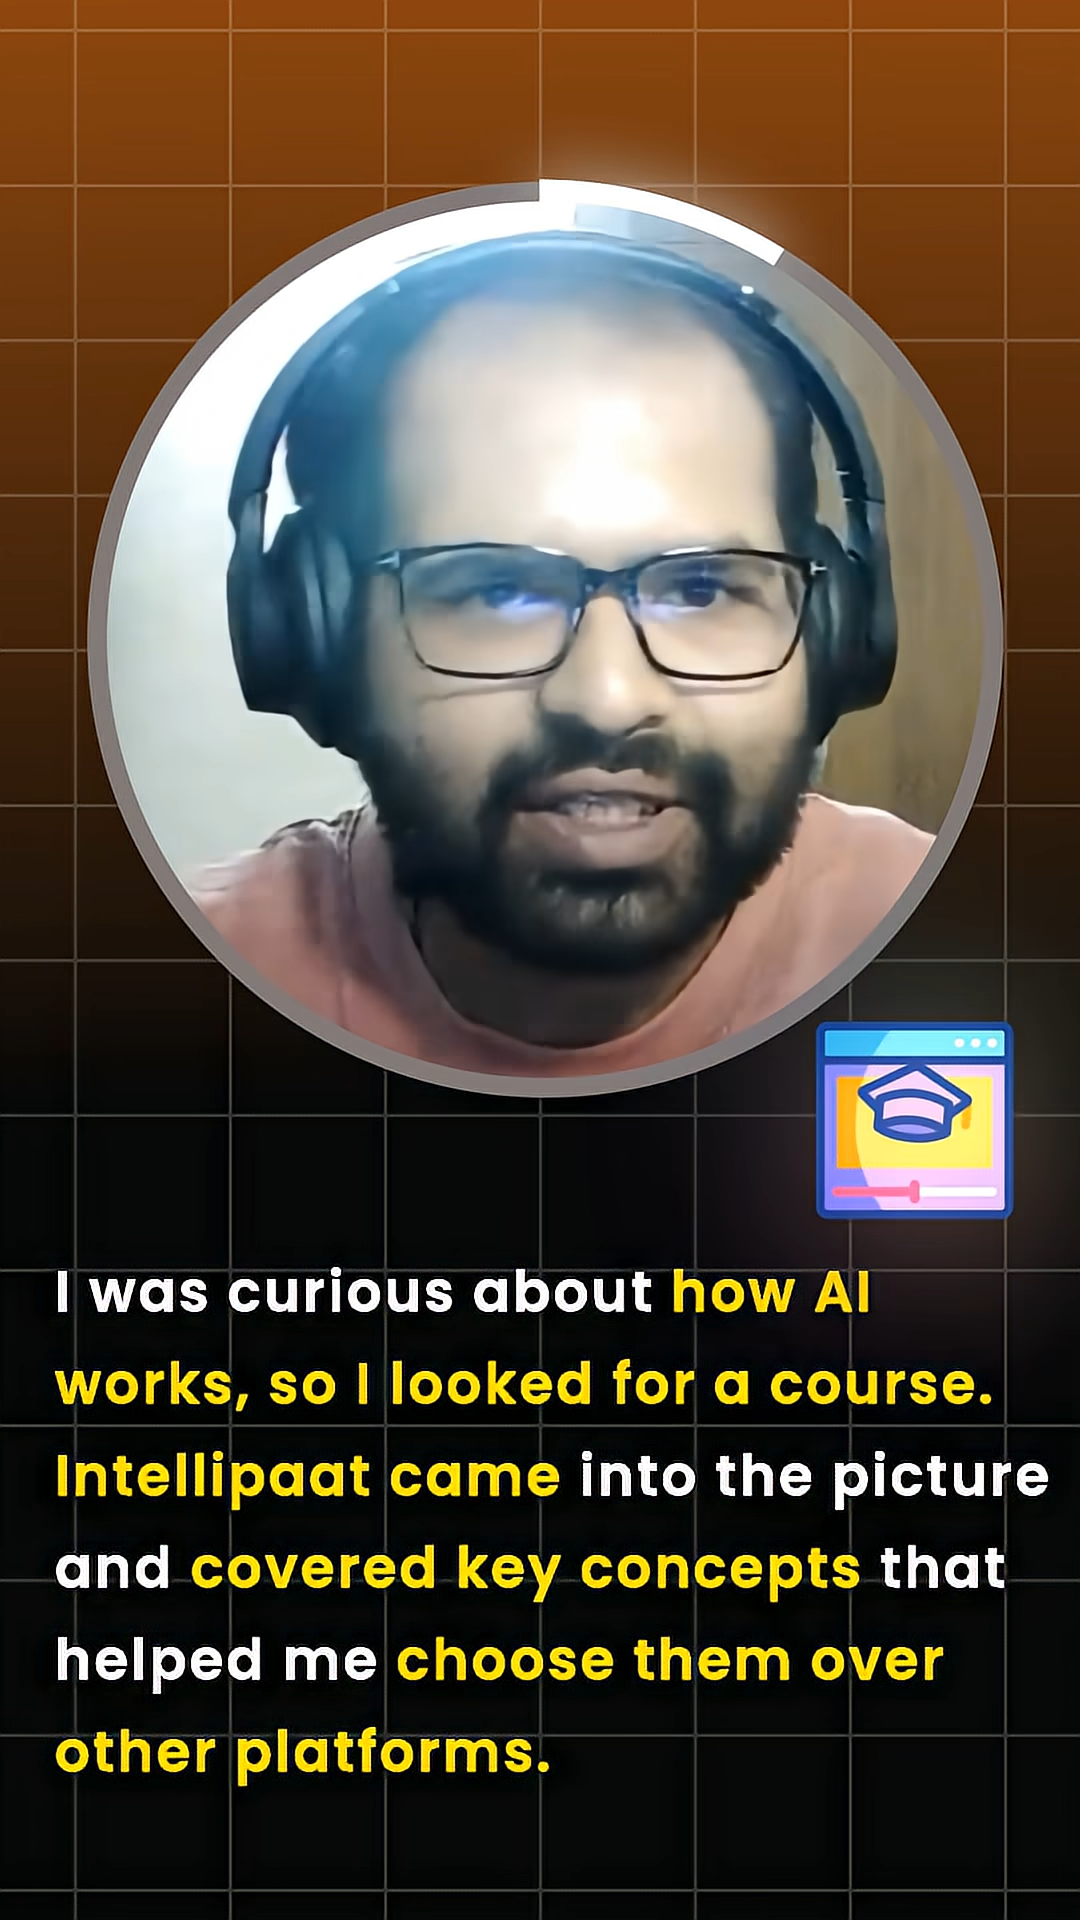 I was curious about how AI
works, so I looked for a course.
Intellipaat came into the picture
and covered key concepts that
helped me choose them over
other platforms.